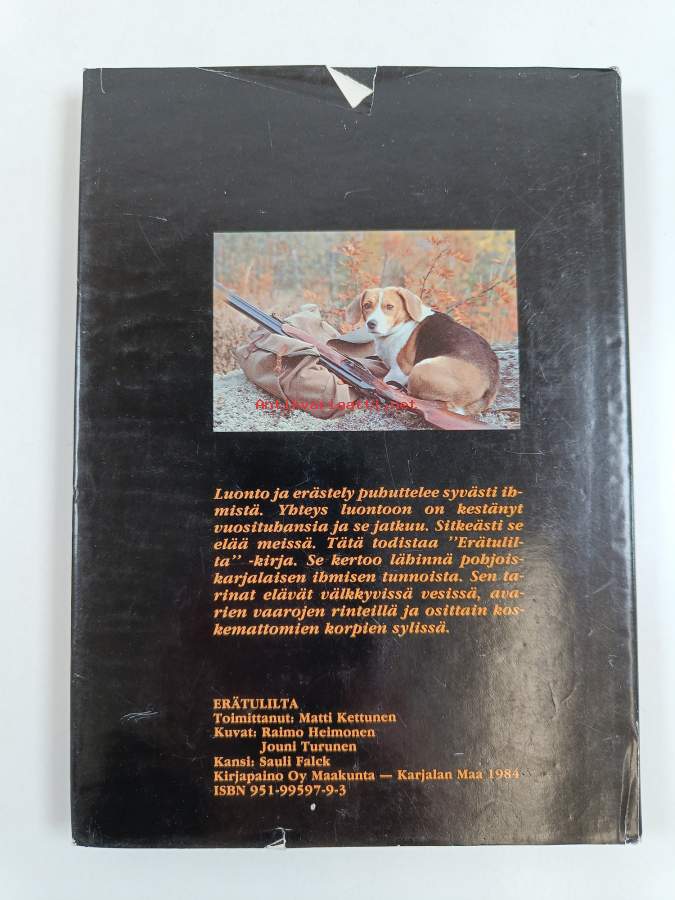 Antikvariaatti.net
Luonto ja erästely puhuttelee syvästi ih-
mistä. Yhteys luontoon on kestänyt
vuosituhansia ja se jatkuu. Sitkeästi se
elää meissä. Tätä todistaa "Erätulil-
ta" -kirja. Se kertoo lähinnä pohjois-
karjalaisen ihmisen tunnoista. Sen ta-
rinat elävät välkkyvissä vesissä, ava-
rien vaarojen rinteillä ja osittain kos-
kemattomien korpien sylissä.
ERÄTULILTA
Toimittanut: Matti Kettunen
Kuvat: Raimo Heimonen
Jouni Turunen
Kansi: Sauli Falck
Kirjapaino Oy Maakunta — Karjalan Maa 1984
ISBN 951-99597-9-3